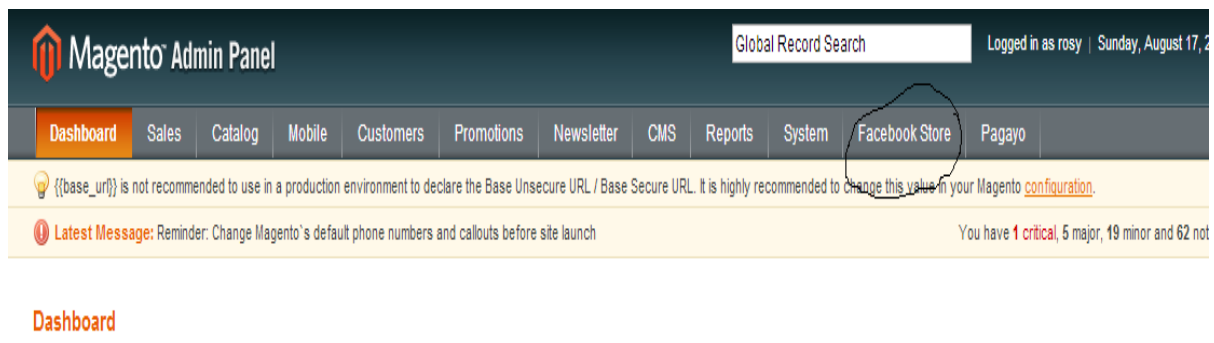 Magento™ Admin Panel
Global Record Search
Logged in as rosy | Sunday, August 17, 2
Dashboard Sales Catalog Mobile Customers Promotions Newsletter CMS Reports System Facebook Store Pagayo
{{base_url}} is not recommended to use in a production environment to declare the Base Unsecure URL / Base Secure URL. It is highly recommended to change this value in your Magento configuration.
Latest Message: Reminder: Change Magento`s default phone numbers and callouts before site launch
You have 1 critical, 5 major, 19 minor and 62 not
Dashboard